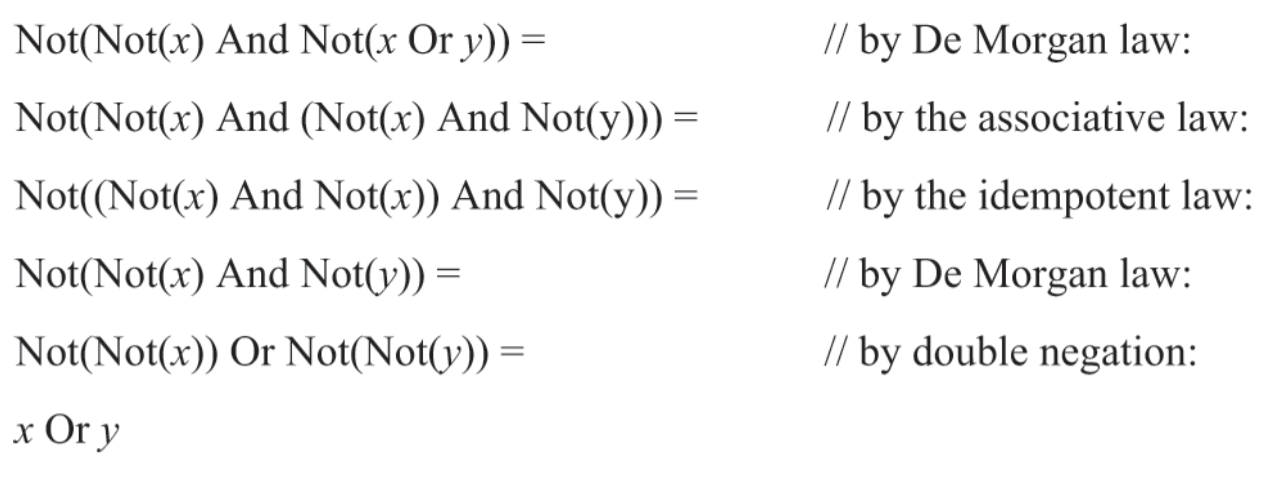 Not(Not(x) And Not(x Or y)) = // by De Morgan law:
Not(Not(x) And (Not(x) And Not(y))) = // by the associative law:
Not((Not(x) And Not(x)) And Not(y)) = // by the idempotent law:
Not(Not(x) And Not(y)) = // by De Morgan law:
Not(Not(x)) Or Not(Not(y)) = // by double negation:
x Or y